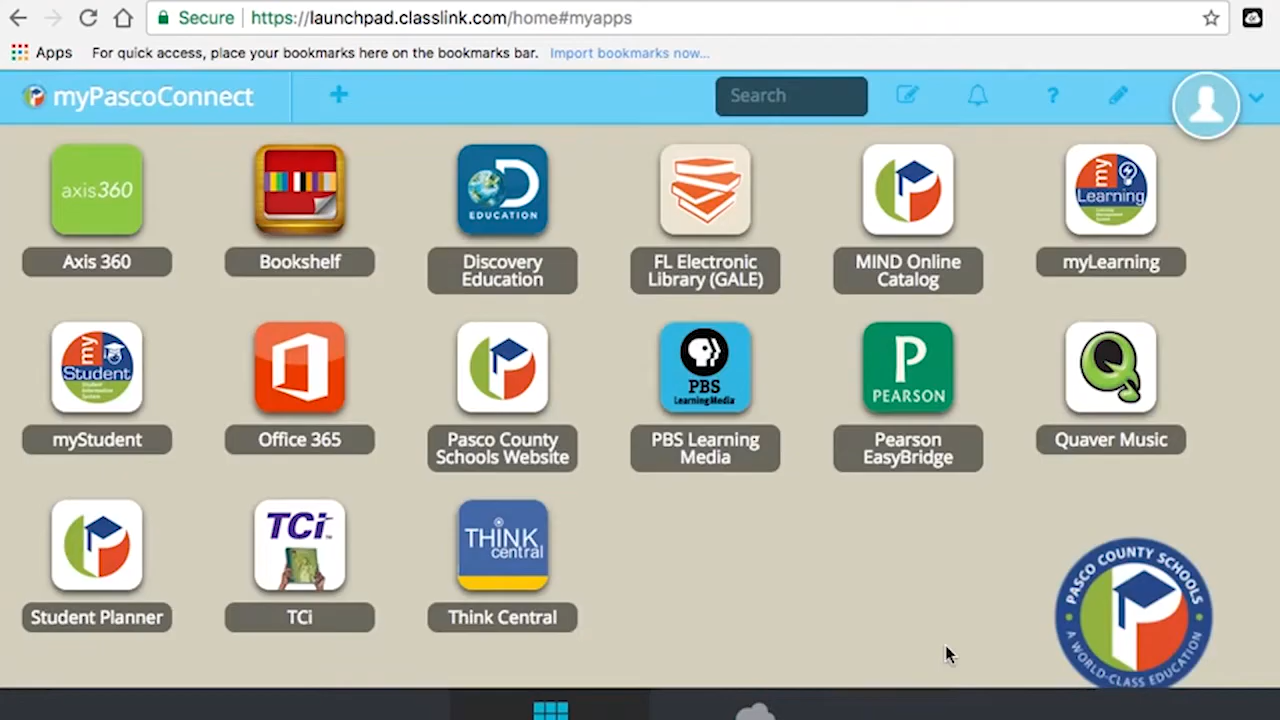 Secure https://launchpad.classlink.com/home#myapps
Apps For quick access, place your bookmarks here on the bookmarks bar. Import bookmarks now...
myPascoConnect + Search ?
axis360
EDUCATION
my
Learning
Axis 360
Bookshelf
Discovery
Education
FL Electronic
Library (GALE)
MIND Online
Catalog
myLearning
my
Student
PBS
LearningMedia
P
PEARSON
Q
myStudent
Office 365
Pasco County
Schools Website
PBS Learning
Media
Pearson
EasyBridge
Quaver Music
TCi
THINK
central
Student Planner
TCi
Think Central
PASCO COUNTY SCHOOLS
A WORLD-CLASS EDUCATION